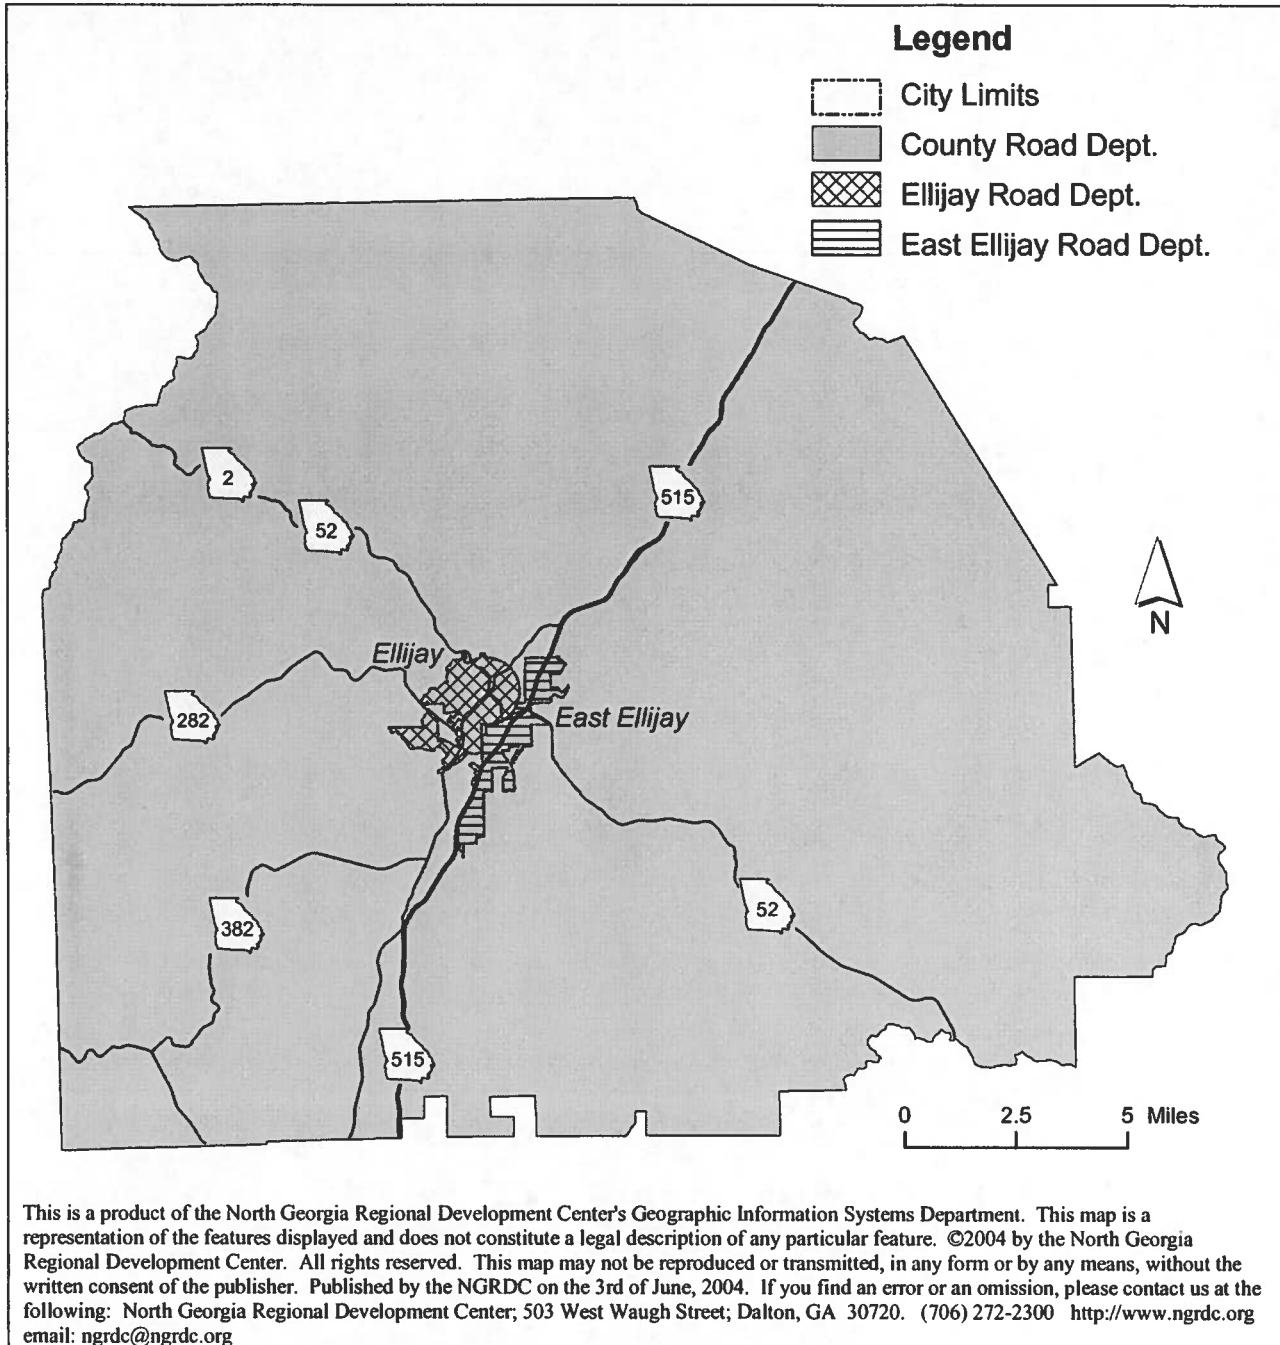 Legend
City Limits
County Road Dept.
Ellijay Road Dept.
East Ellijay Road Dept.
2
52
515
N
Ellijay
282
East Ellijay
52
382
515
0 2.5 5 Miles
This is a product of the North Georgia Regional Development Center's Geographic Information Systems Department. This map is a
representation of the features displayed and does not constitute a legal description of any particular feature. ©2004 by the North Georgia
Regional Development Center. All rights reserved. This map may not be reproduced or transmitted, in any form or by any means, without the
written consent of the publisher. Published by the NGRDC on the 3rd of June, 2004. If you find an error or an omission, please contact us at the
following: North Georgia Regional Development Center; 503 West Waugh Street; Dalton, GA 30720. (706) 272-2300 http://www.ngrdc.org
email: ngrdc@ngrdc.org